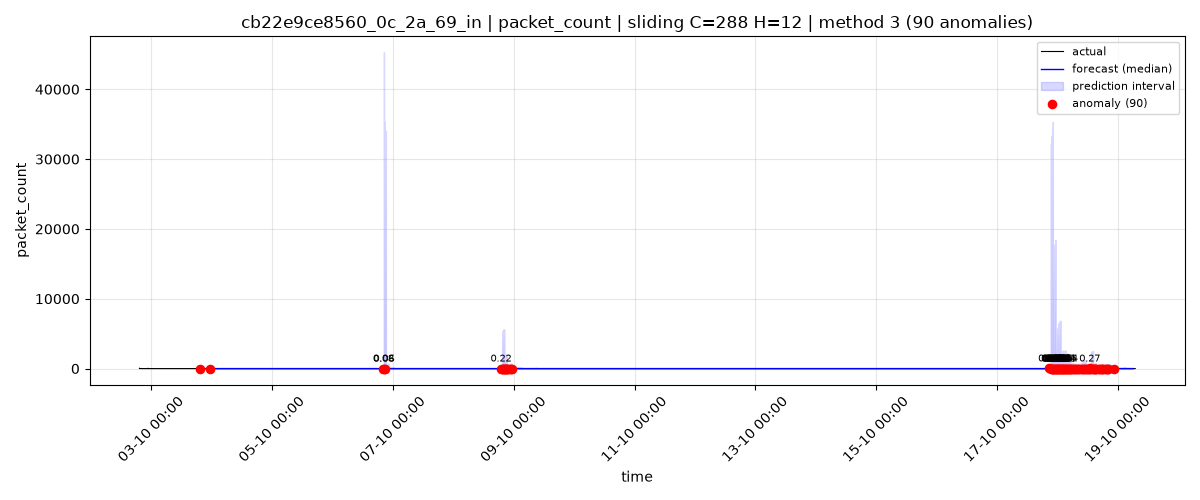 cb22e9ce8560_0c_2a_69_in | packet_count | sliding C=288 H=12 | method 3 (90 anomalies)
actual
forecast (median)
prediction interval
anomaly (90)
packet_count
40000
30000
20000
10000
0
0.22
0.27
03-10 00:00
05-10 00:00
07-10 00:00
09-10 00:00
11-10 00:00
13-10 00:00
15-10 00:00
17-10 00:00
19-10 00:00
time